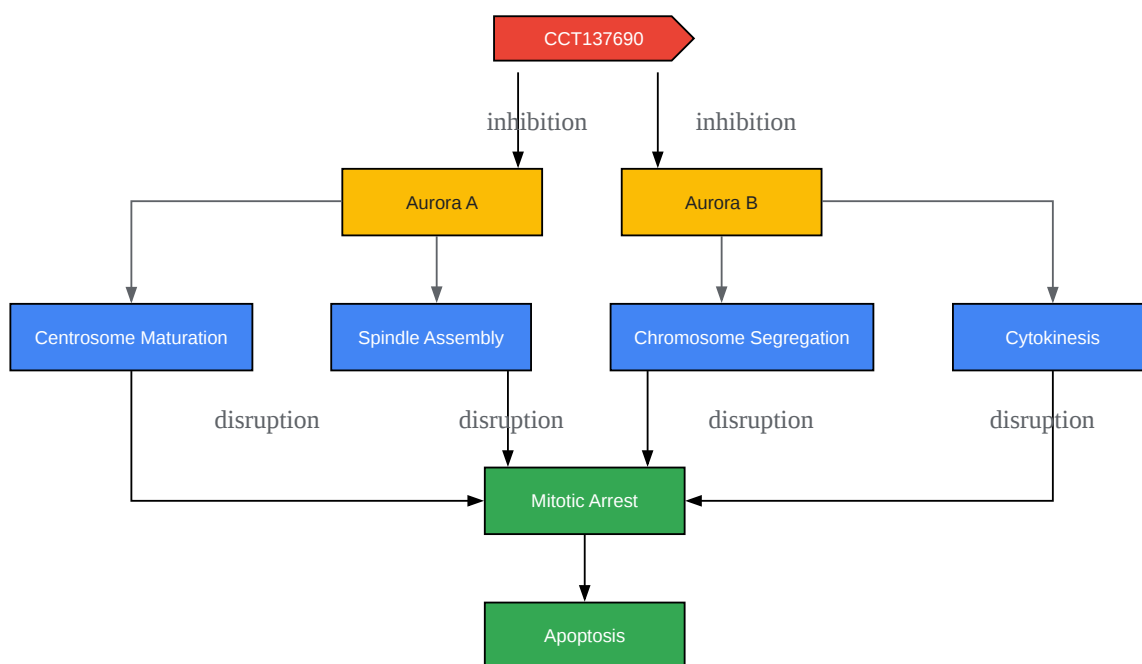 CCT137690
inhibition
inhibition
Aurora A
Aurora B
Centrosome Maturation
Spindle Assembly
Chromosome Segregation
Cytokinesis
disruption
disruption
disruption
disruption
Mitotic Arrest
Apoptosis